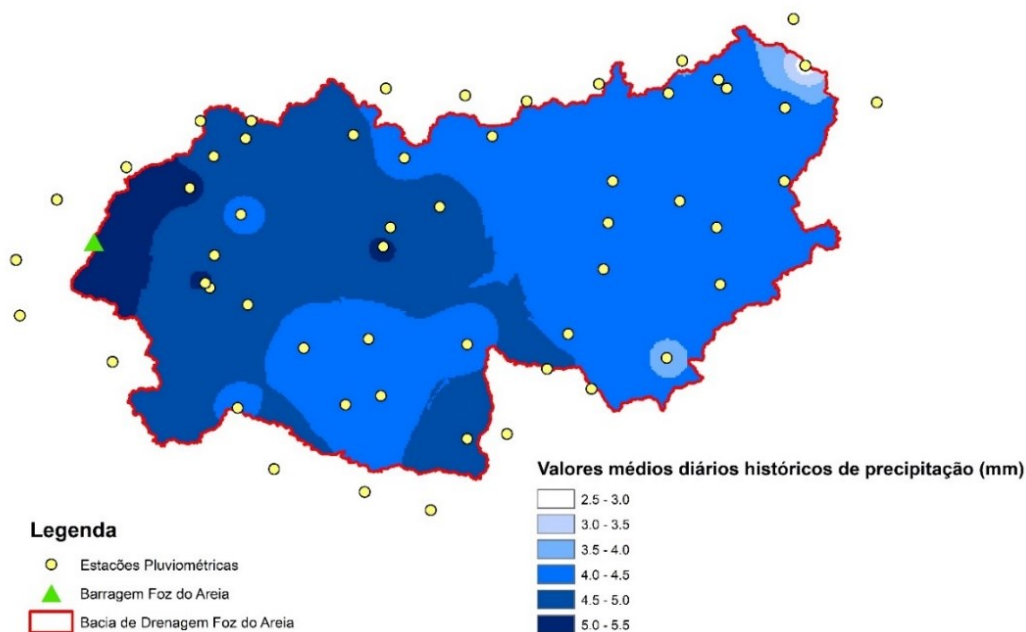 Valores médios diários históricos de precipitação (mm)
2.5 - 3.0
3.0 - 3.5
3.5 - 4.0
4.0 - 4.5
4.5 - 5.0
5.0 - 5.5
Legenda
Estacões Pluviométricas
Barragem Foz do Areia
Bacia de Drenagem Foz do Areia